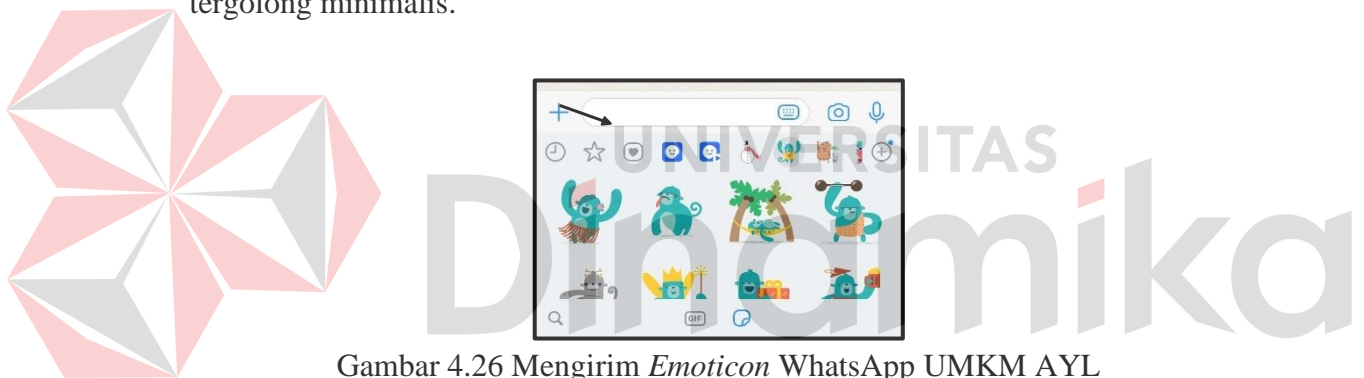 tergolong minimalis.
UNIVERSITAS
Dinamika
GIF
Gambar 4.26 Mengirim Emoticon WhatsApp UMKM AYL